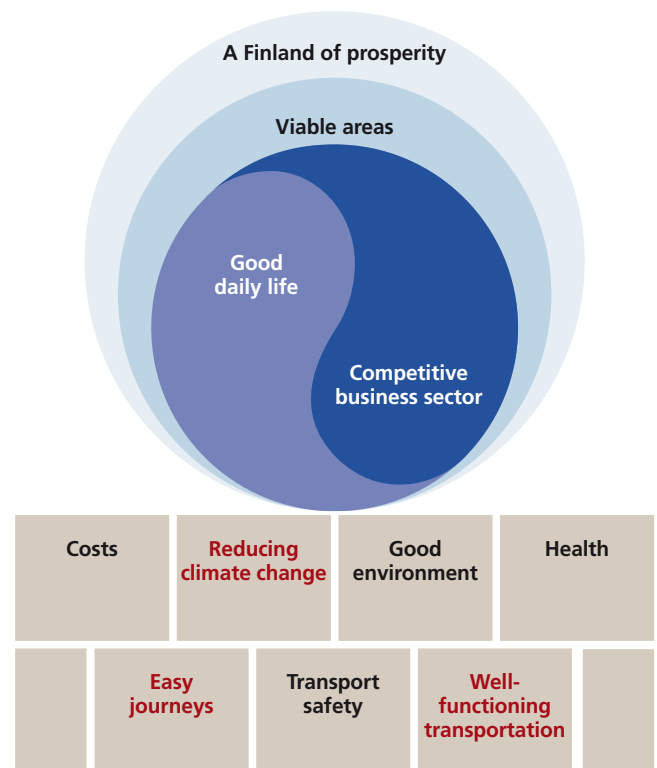 A Finland of prosperity
Viable areas
Good
daily life
Competitive
business sector
Costs
Reducing
climate change
Good
environment
Health
Easy
journeys
Transport
safety
Well-
functioning
transportation